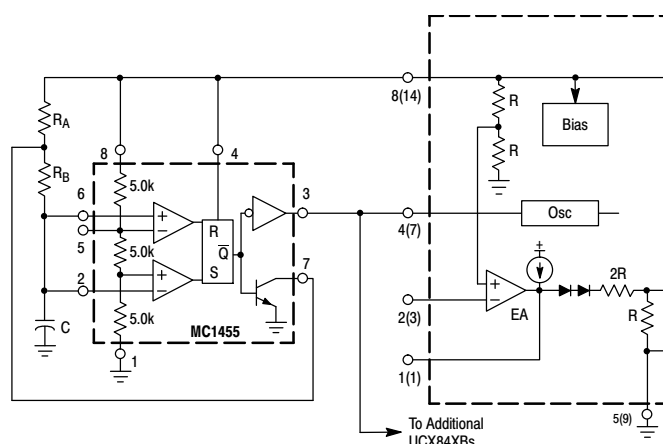 8(14)
R
R
Bias
RA
RB
8
4
6
5.0k
+
−
R
Q
S
3
5
5.0k
7
2
+
−
5.0k
C
MC1455
1
4(7)
Osc
+
2R
+
−
EA
2(3)
R
1(1)
5(9)
To Additional
UCX84XBs